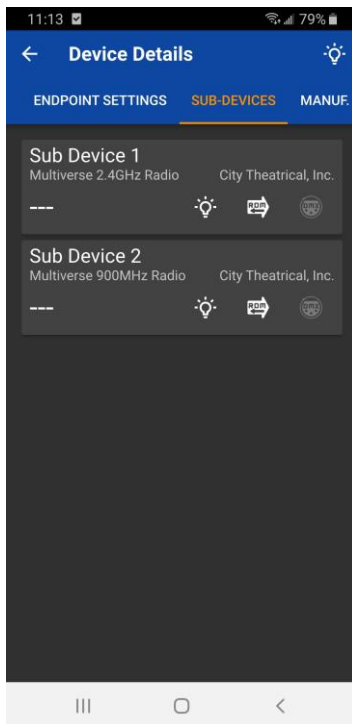 11:13 79%
Device Details
ENDPOINT SETTINGS SUB-DEVICES MANUF.
Sub Device 1
Multiverse 2.4GHz Radio City Theatrical, Inc.
--- RDM
Sub Device 2
Multiverse 900MHz Radio City Theatrical, Inc.
--- RDM